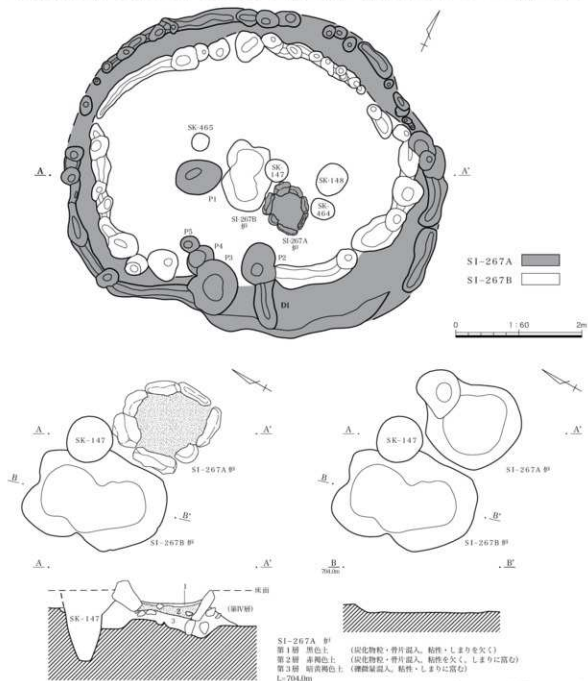 SK-465
A
A'
SK-147
SK-148
P1
SI-267B 炉
SK-464
SI-267A 炉
P5
P4
P3
P2
D1
SI-267A
SI-267B
0 1:60 2m
A
SK-147
A'
SI-267A 炉
B
B'
SI-267B 炉
A
SK-147
A'
SI-267A 炉
B
B'
SI-267B 炉
A
A'
床面
1
2
3
(第IV層)
SK-147
B
B'
SI-267A 炉
第1層 黒色土 (炭化物粒・骨片混入、粘性・しまりを欠く)
第2層 赤褐色土 (炭化物粒・骨片混入、粘性を欠く、しまりに富む)
第3層 暗黄褐色土 (礫微量混入、粘性・しまりに富む)
L=704.0m